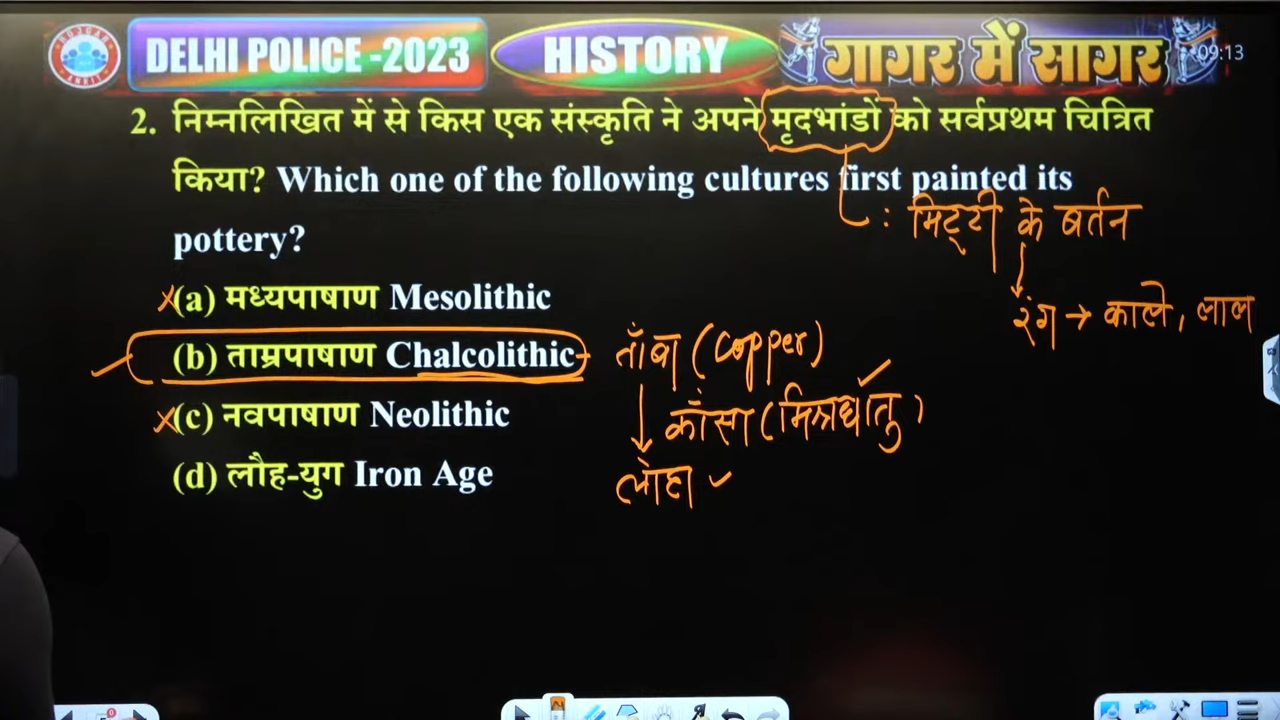 ROJGAR
ANKIT
DELHI POLICE -2023
HISTORY
गागर में सागर
09:13
2. निम्नलिखित में से किस एक संस्कृति ने अपने मृदभांडों को सर्वप्रथम चित्रित
किया? Which one of the following cultures first painted its
pottery?
: मिट्टी के बर्तन
रंग → काले, लाल
(a) मध्यपाषाण Mesolithic
(b) ताम्रपाषाण Chalcolithic
ताँबा (Copper)
(c) नवपाषाण Neolithic
काँसा (मिश्रधातु)
(d) लौह-युग Iron Age
लोहा